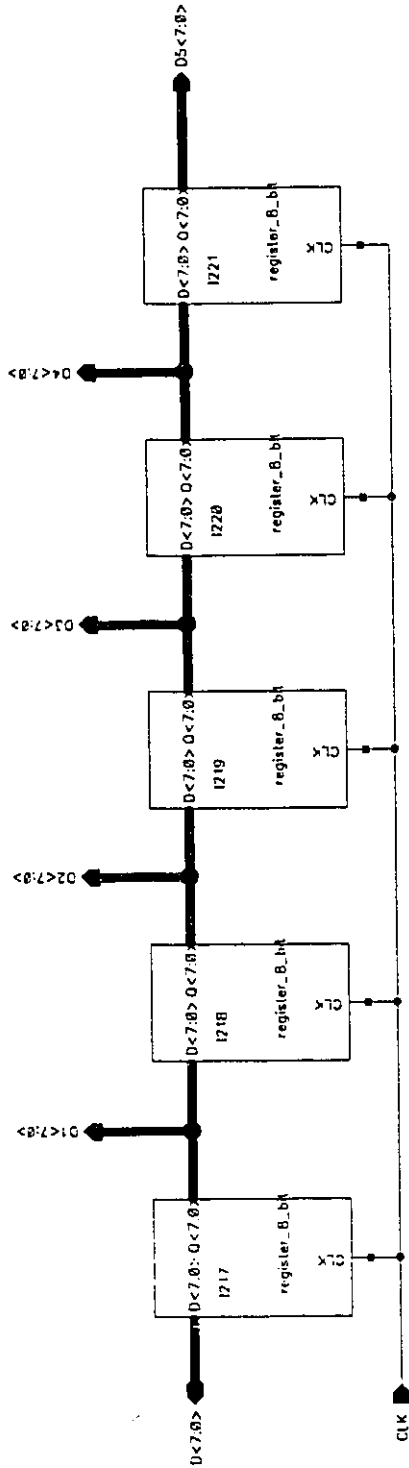 D<7:0>
CLK
D<7.0> Q<7.0>
I217
register_8_bit
CLK
D1<7:0>
D<7:0> Q<7:0>
I218
register_8_bit
CLK
D2<7:0>
D<7:0> Q<7:0>
I219
register_8_bit
CLK
D3<7:0>
D<7:0> Q<7:0>
I220
register_8_bit
CLK
D4<7:0>
D<7:0> Q<7:0>
I221
register_8_bit
CLK
D5<7:0>